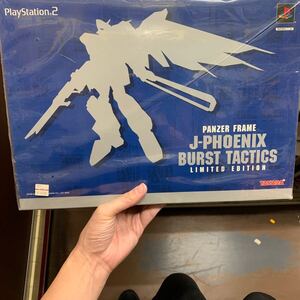 PlayStation.2
PANZER FRAME
J-PHOENIX
BURST TACTICS
LIMITED EDITION